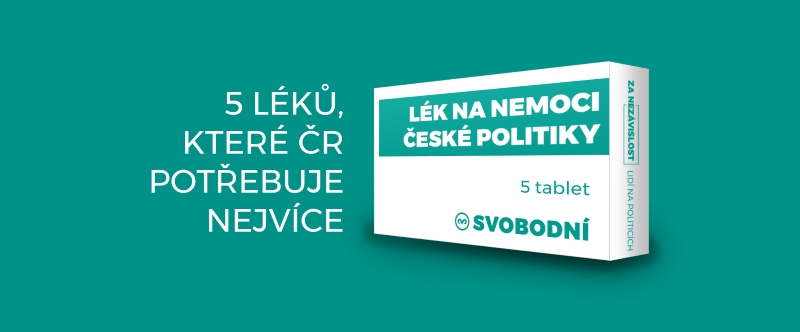 5 LÉKŮ,
KTERÉ ČR
POTŘEBUJE
NEJVÍCE
LÉK NA NEMOCI
ČESKÉ POLITIKY
5 tablet
SVOBODNÍ
ZA NEZÁVISLOST
LIDÍ NA POLITICÍCH